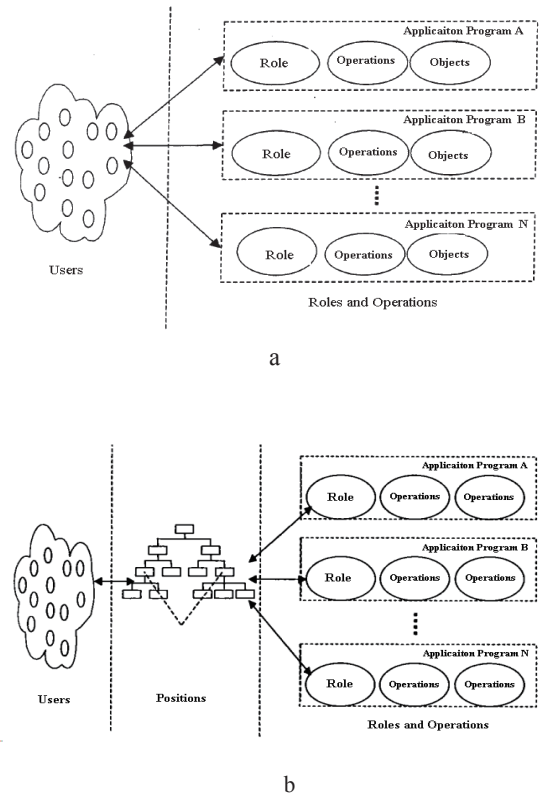 Applicaiton Program A
Role Operations Objects
Applicaiton Program B
Role Operations Objects
Applicaiton Program N
Role Operations Objects
Users
Roles and Operations
a
Applicaiton Program A
Role Operations Operations
Applicaiton Program B
Role Operations Operations
Applicaiton Program N
Role Operations Operations
Users Positions
Roles and Operations
b